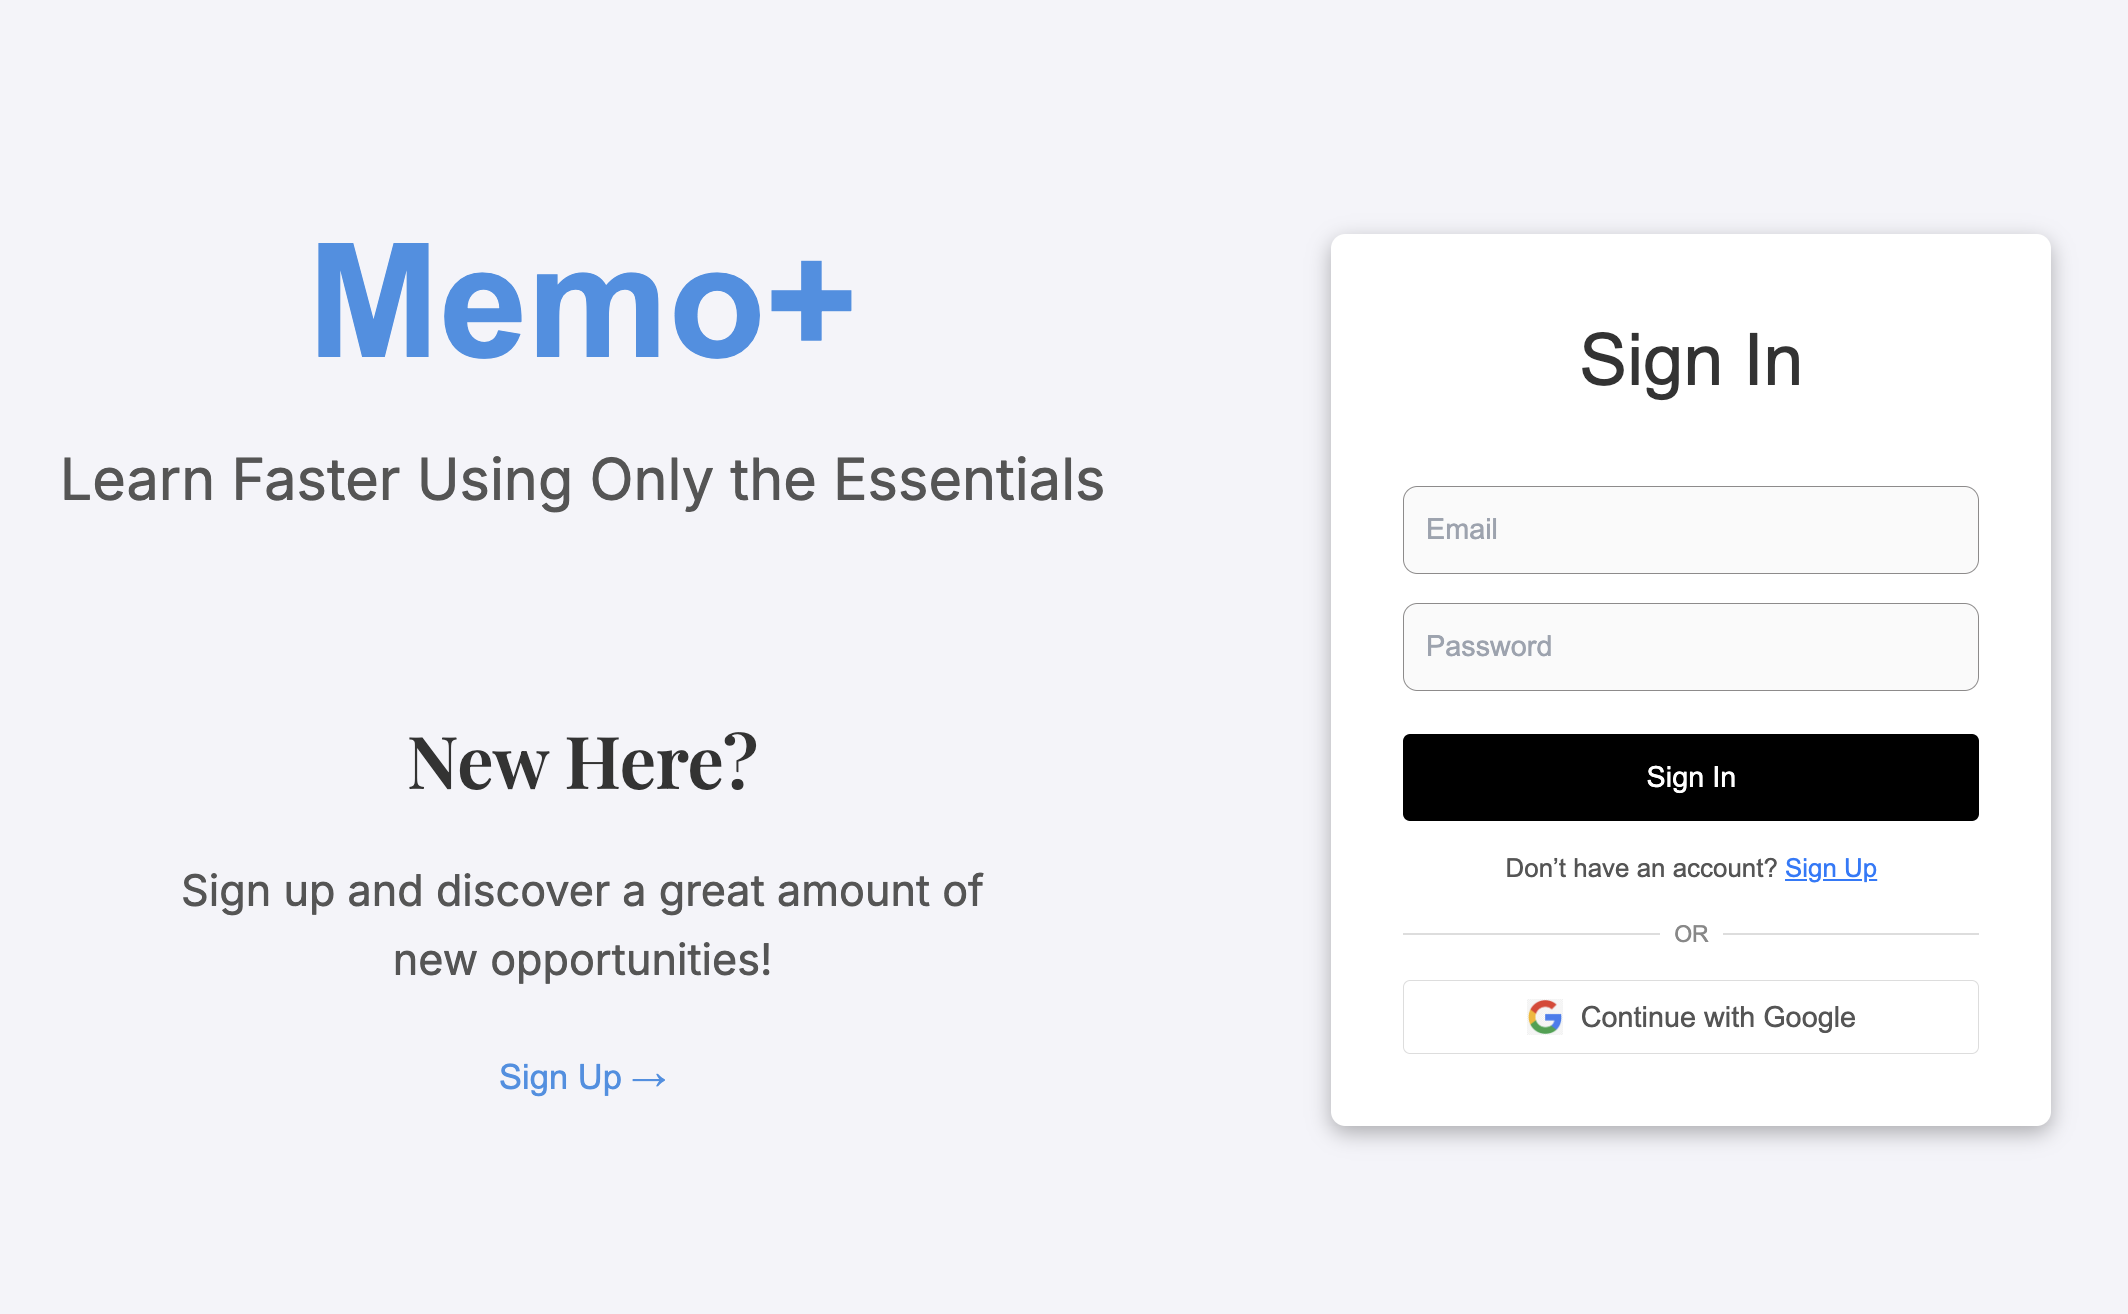 Memo+
Learn Faster Using Only the Essentials
New Here?
Sign up and discover a great amount of
new opportunities!
Sign Up →
Sign In
Email
Password
Sign In
Don’t have an account? Sign Up
OR
Continue with Google